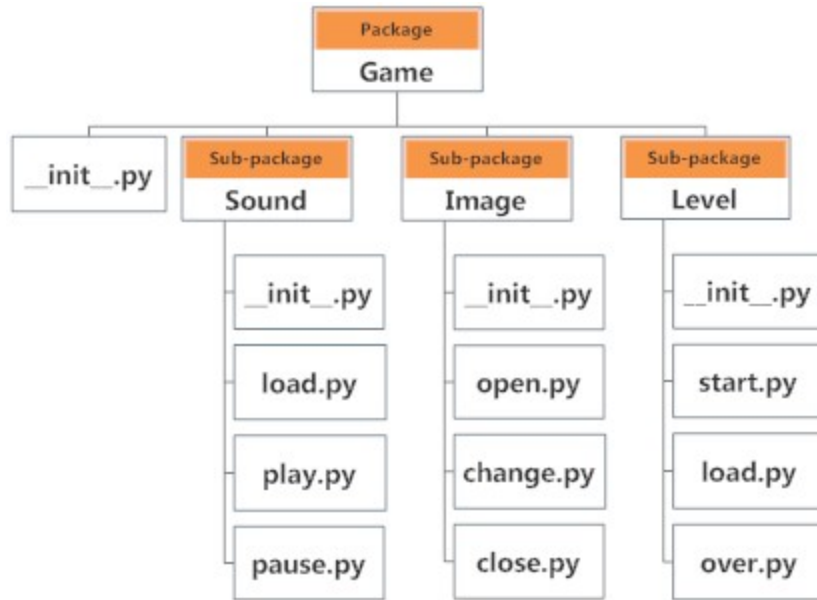 Package
Game
__init__.py
Sub-package
Sound
Sub-package
Image
Sub-package
Level
__init__.py
load.py
play.py
pause.py
__init__.py
open.py
change.py
close.py
__init__.py
start.py
load.py
over.py